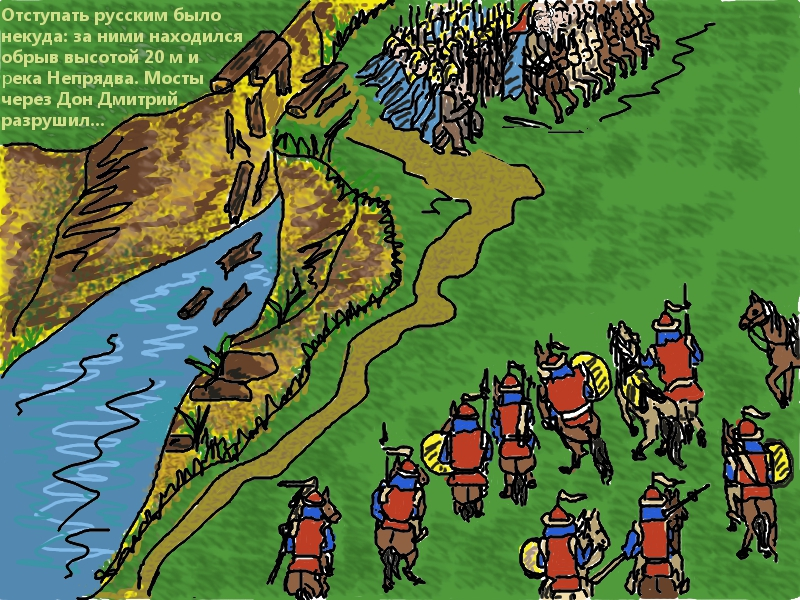 Отступать русским было
некуда: за ними находился
обрыв высотой 20 м и
река Непрядва. Мосты
через Дон Дмитрий
разрушил...